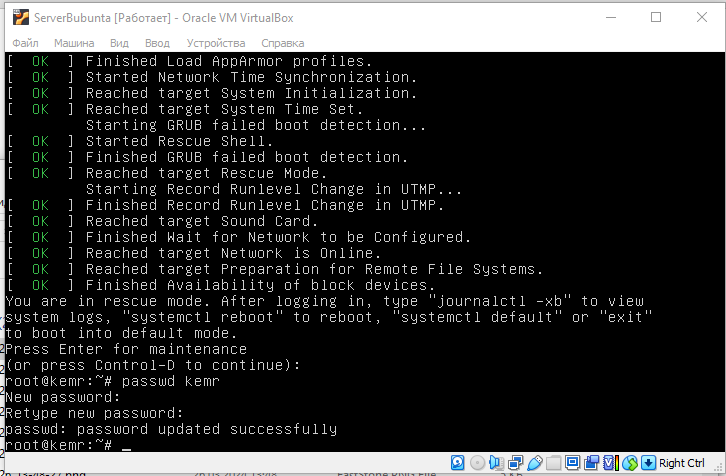 ServerBubunta [Работает] - Oracle VM VirtualBox
Файл Машина Вид Ввод Устройства Справка
[  OK  ] Finished Load AppArmor profiles.
[  OK  ] Started Network Time Synchronization.
[  OK  ] Reached target System Initialization.
[  OK  ] Reached target System Time Set.
         Starting GRUB failed boot detection...
[  OK  ] Started Rescue Shell.
[  OK  ] Finished GRUB failed boot detection.
[  OK  ] Reached target Rescue Mode.
         Starting Record Runlevel Change in UTMP...
[  OK  ] Finished Record Runlevel Change in UTMP.
[  OK  ] Reached target Sound Card.
[  OK  ] Finished Wait for Network to be Configured.
[  OK  ] Reached target Network is Online.
[  OK  ] Reached target Preparation for Remote File Systems.
[  OK  ] Finished Availability of block devices.
You are in rescue mode. After logging in, type "journalctl -xb" to view
system logs, "systemctl reboot" to reboot, "systemctl default" or "exit"
to boot into default mode.
Press Enter for maintenance
(or press Control-D to continue):
root@kemr:~# passwd kemr
New password:
Retype new password:
passwd: password updated successfully
root@kemr:~# _
Right Ctrl